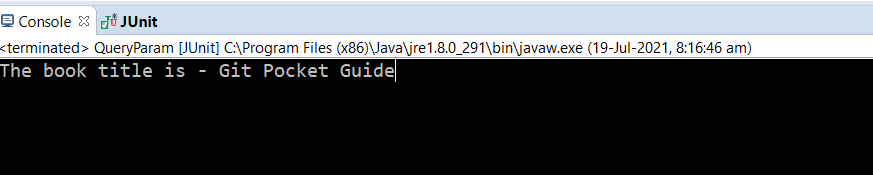 Console JUnit
<terminated> QueryParam [JUnit] C:\Program Files (x86)\Java\jre1.8.0_291\bin\javaw.exe (19-Jul-2021, 8:16:46 am)
The book title is - Git Pocket Guide